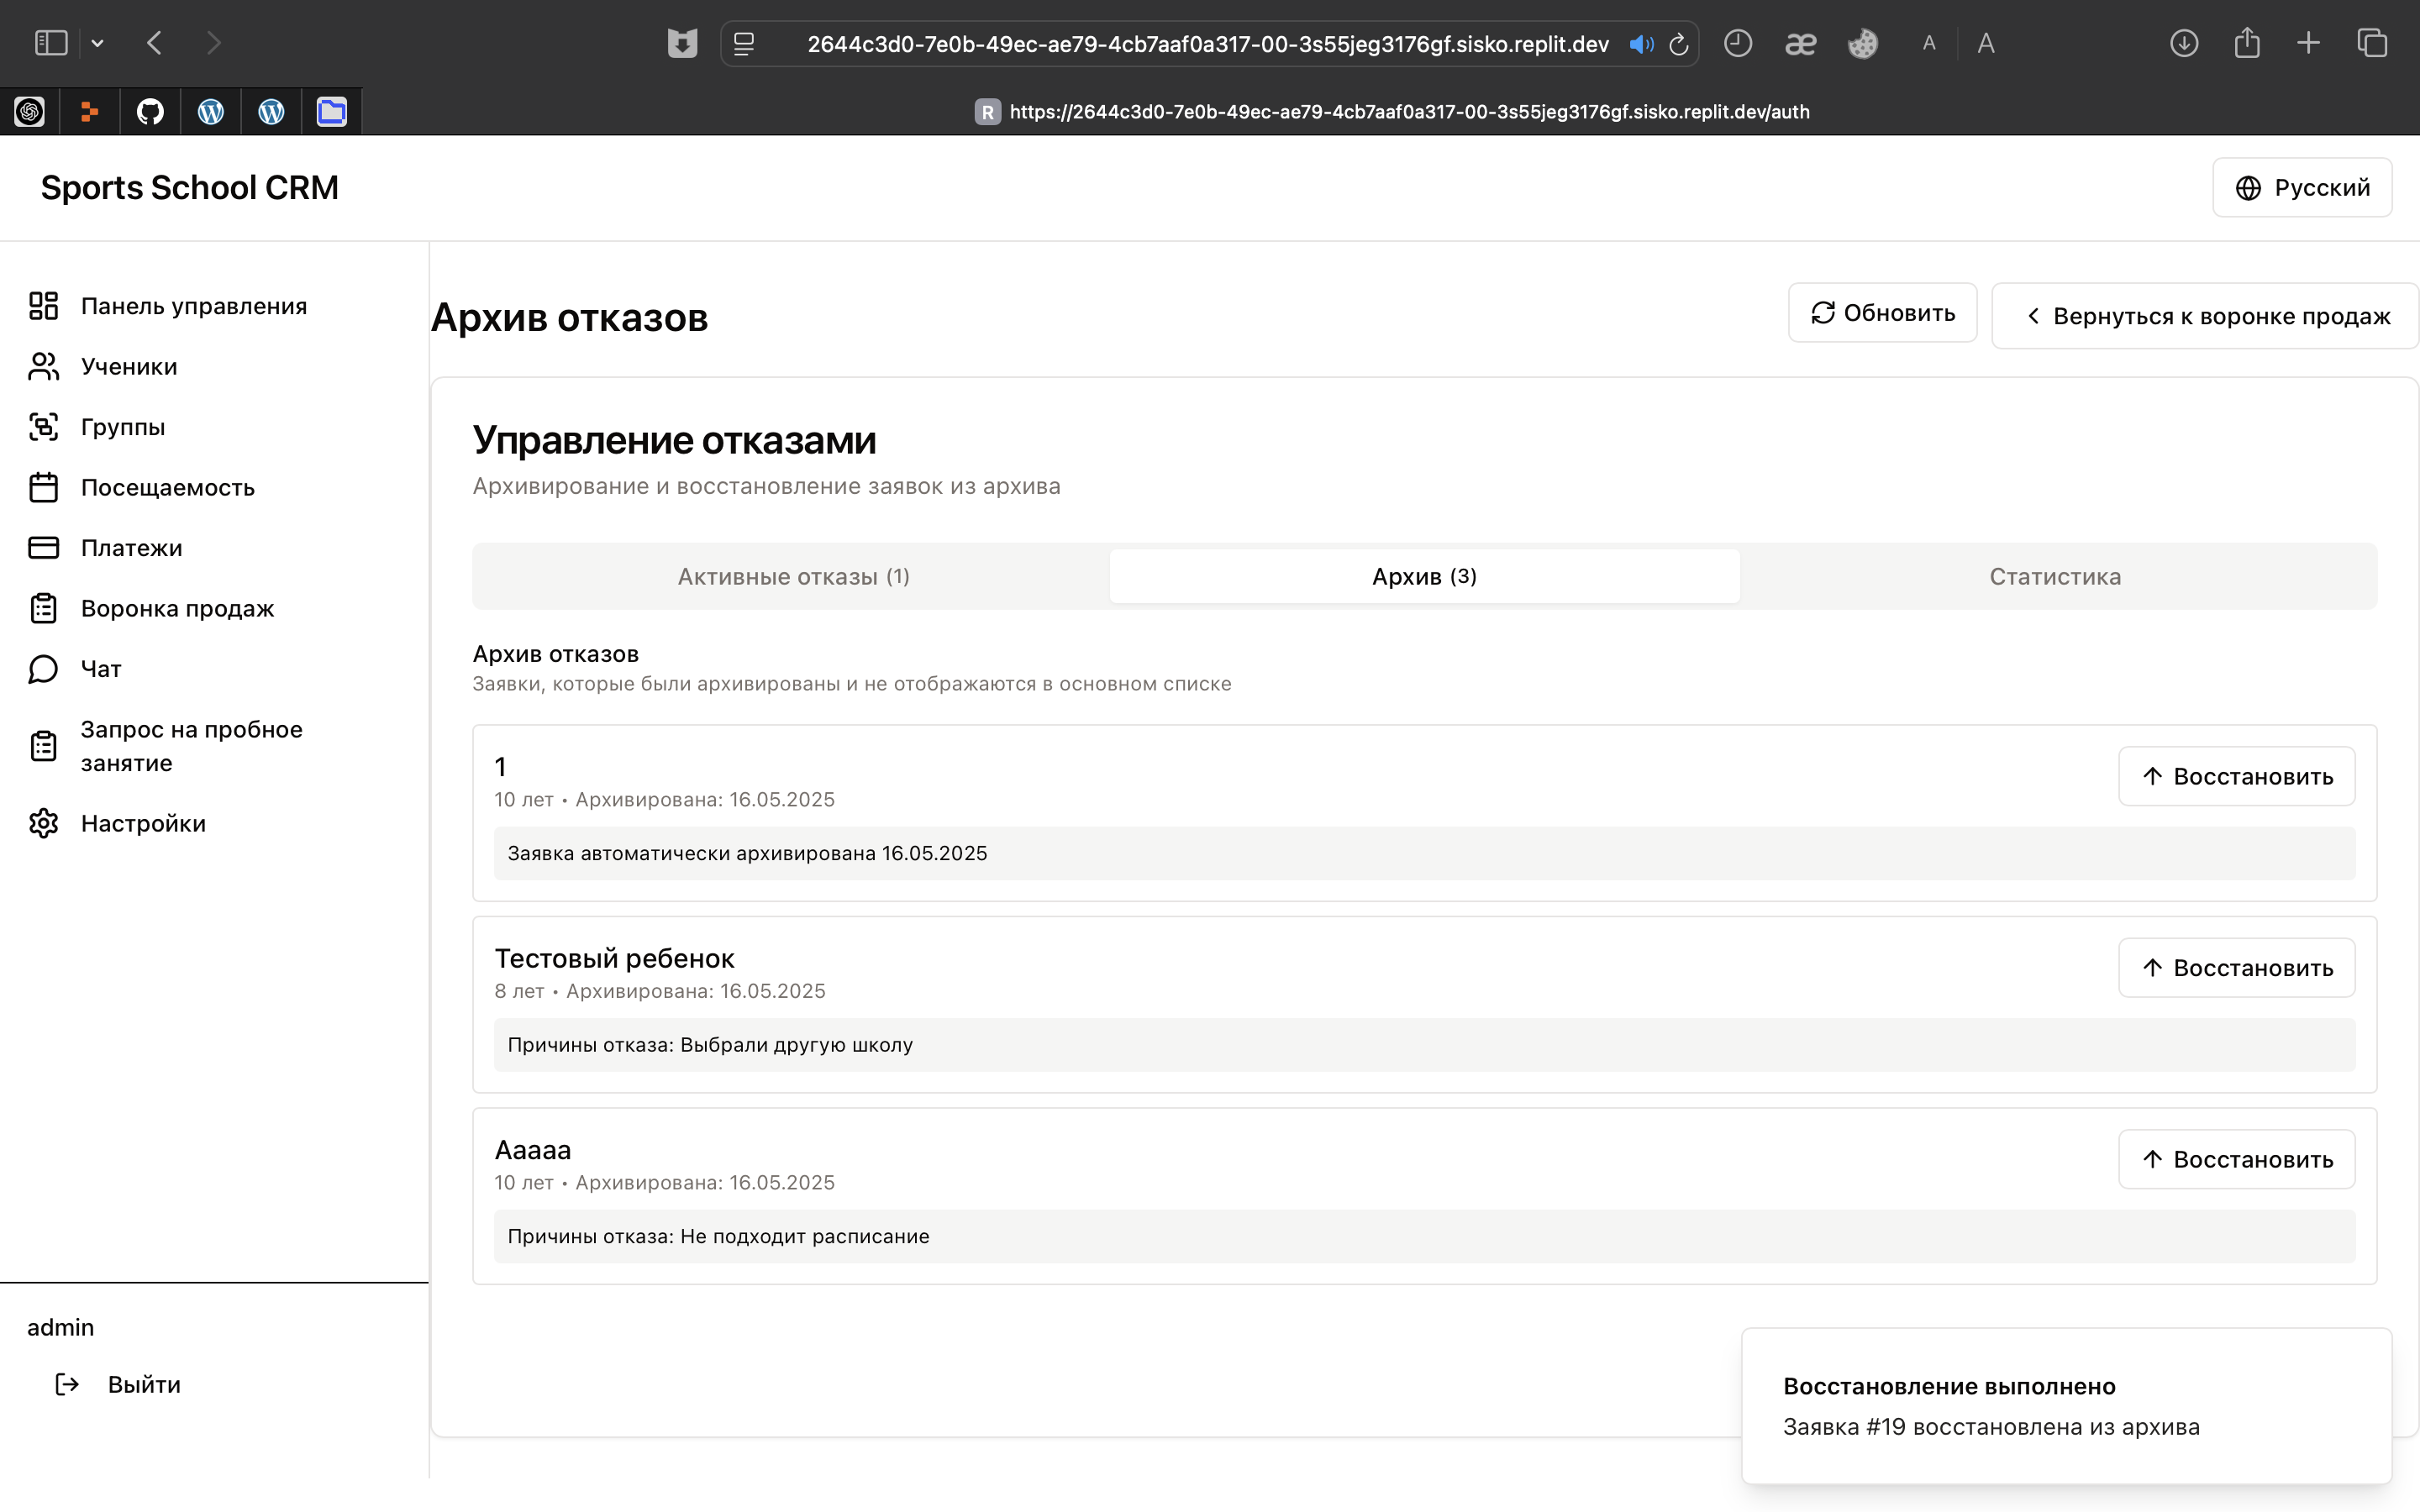 2644c3d0-7e0b-49ec-ae79-4cb7aaf0a317-00-3s55jeg3176gf.sisko.replit.dev
æ
A
A
R https://2644c3d0-7e0b-49ec-ae79-4cb7aaf0a317-00-3s55jeg3176gf.sisko.replit.dev/auth
Sports School CRM
Русский
Панель управления
Ученики
Группы
Посещаемость
Платежи
Воронка продаж
Чат
Запрос на пробное
занятие
Настройки
admin
Выйти
Архив отказов
Обновить
Вернуться к воронке продаж
Управление отказами
Архивирование и восстановление заявок из архива
Активные отказы (1)
Архив (3)
Статистика
Архив отказов
Заявки, которые были архивированы и не отображаются в основном списке
1
10 лет • Архивирована: 16.05.2025
Восстановить
Заявка автоматически архивирована 16.05.2025
Тестовый ребенок
8 лет • Архивирована: 16.05.2025
Восстановить
Причины отказа: Выбрали другую школу
Ааааа
10 лет • Архивирована: 16.05.2025
Восстановить
Причины отказа: Не подходит расписание
Восстановление выполнено
Заявка #19 восстановлена из архива